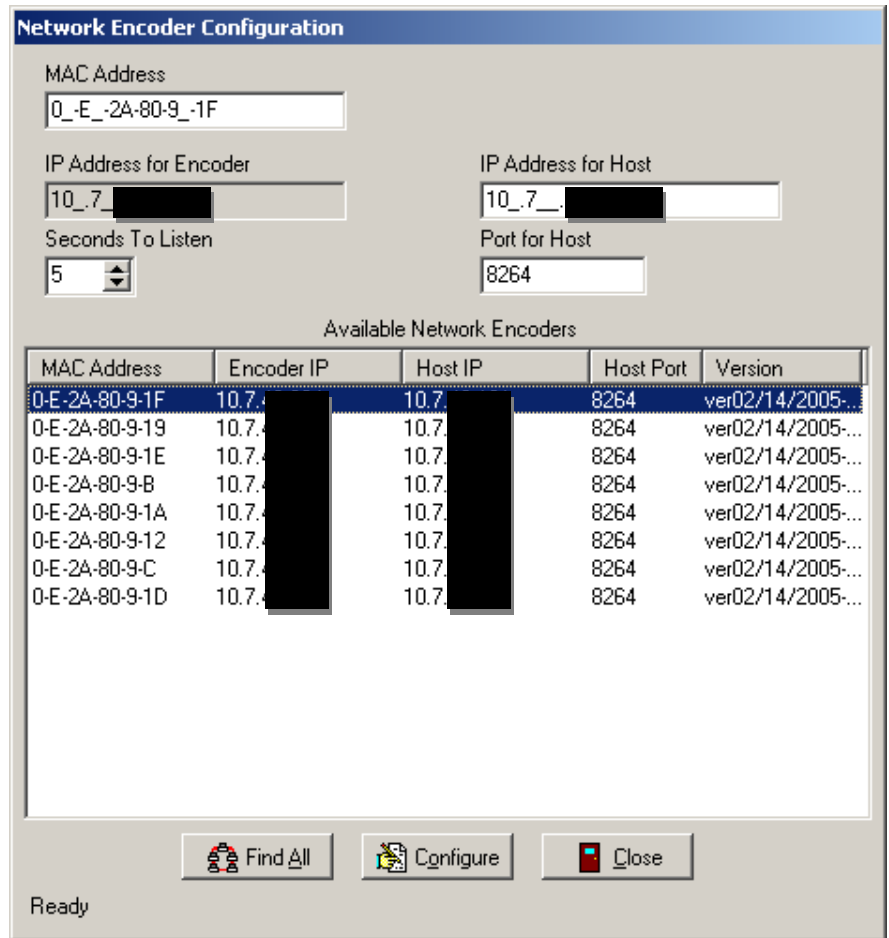 Network Encoder Configuration
MAC Address
0_-E_-2A-80-9_-1F
IP Address for Encoder IP Address for Host
10_.7_ 10_.7__.
Seconds To Listen Port for Host
5 8264
Available Network Encoders
MAC Address Encoder IP Host IP Host Port Version
0-E-2A-80-9-1F 10.7. 10.7. 8264 ver02/14/2005-...
0-E-2A-80-9-19 10.7. 10.7. 8264 ver02/14/2005-...
0-E-2A-80-9-1E 10.7. 10.7. 8264 ver02/14/2005-...
0-E-2A-80-9-B 10.7. 10.7. 8264 ver02/14/2005-...
0-E-2A-80-9-1A 10.7. 10.7. 8264 ver02/14/2005-...
0-E-2A-80-9-12 10.7. 10.7. 8264 ver02/14/2005-...
0-E-2A-80-9-C 10.7. 10.7. 8264 ver02/14/2005-...
0-E-2A-80-9-1D 10.7. 10.7. 8264 ver02/14/2005-...
Find All Configure Close
Ready